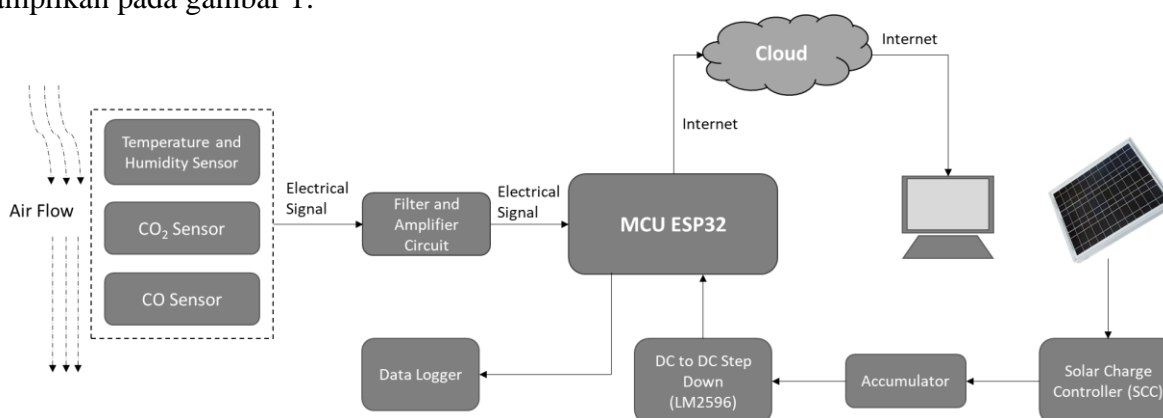 ampilkan pada gambar 1.
Cloud
Internet
Internet
Temperature and
Humidity Sensor
Air Flow
CO₂ Sensor
CO Sensor
Electrical
Signal
Filter and
Amplifier
Circuit
Electrical
Signal
MCU ESP32
Data Logger
DC to DC Step
Down
(LM2596)
Accumulator
Solar Charge
Controller (SCC)